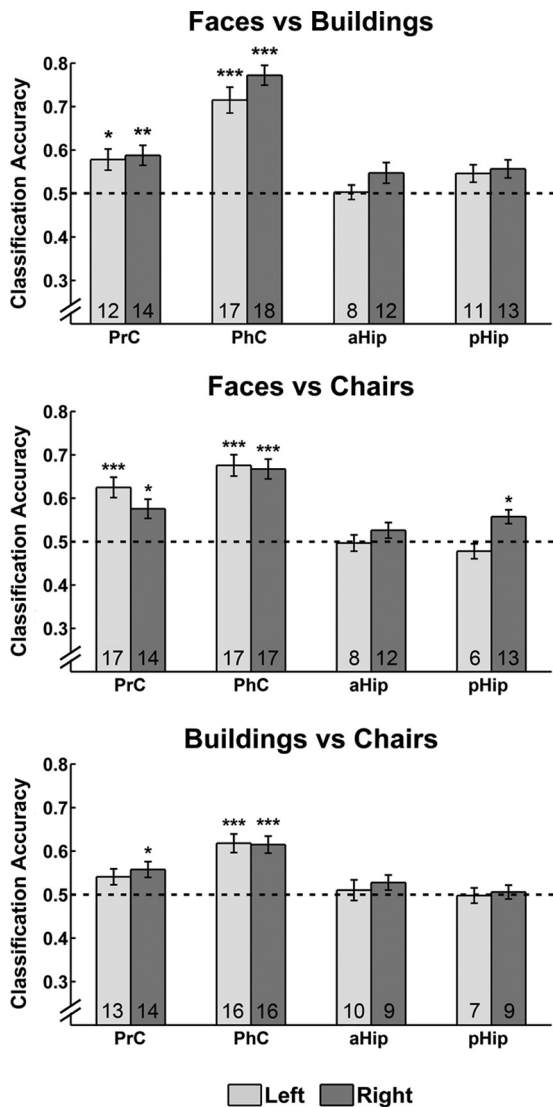 Faces vs Buildings
Classification Accuracy
0.8
0.7
0.6
0.5
0.4
0.3
* ** *** ***
12 14 17 18 8 12 11 13
PrC PhC aHip pHip
Faces vs Chairs
Classification Accuracy
0.8
0.7
0.6
0.5
0.4
0.3
*** * *** *** *
17 14 17 17 8 12 6 13
PrC PhC aHip pHip
Buildings vs Chairs
Classification Accuracy
0.8
0.7
0.6
0.5
0.4
0.3
* *** ***
13 14 16 16 10 9 7 9
PrC PhC aHip pHip
Left Right